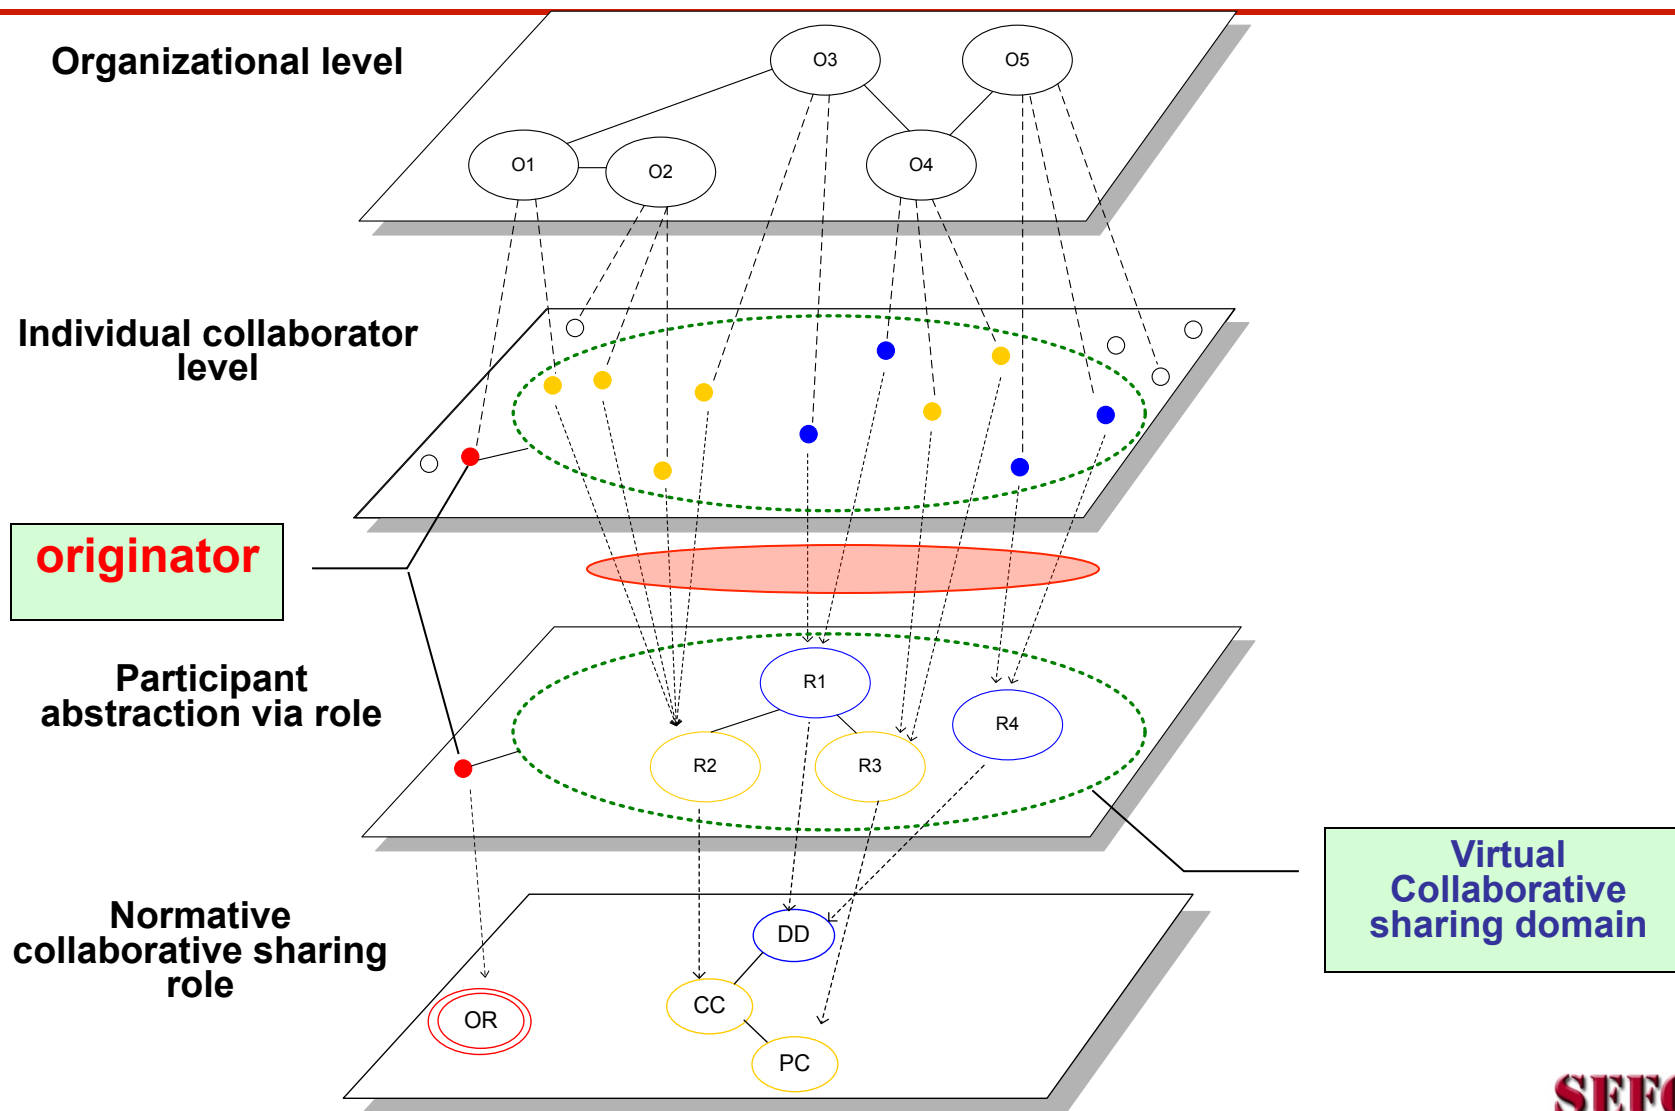 Organizational level
O3
O5
O1
O2
O4
Individual collaborator
level
originator
Participant
abstraction via role
R1
R4
R2
R3
Virtual
Collaborative
sharing domain
Normative
collaborative sharing
role
DD
CC
OR
PC